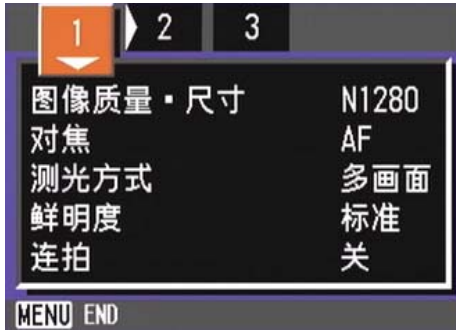 1 2 3
图像质量・尺寸 N1280
对焦 AF
测光方式 多画面
鲜明度 标准
连拍 关
MENU END